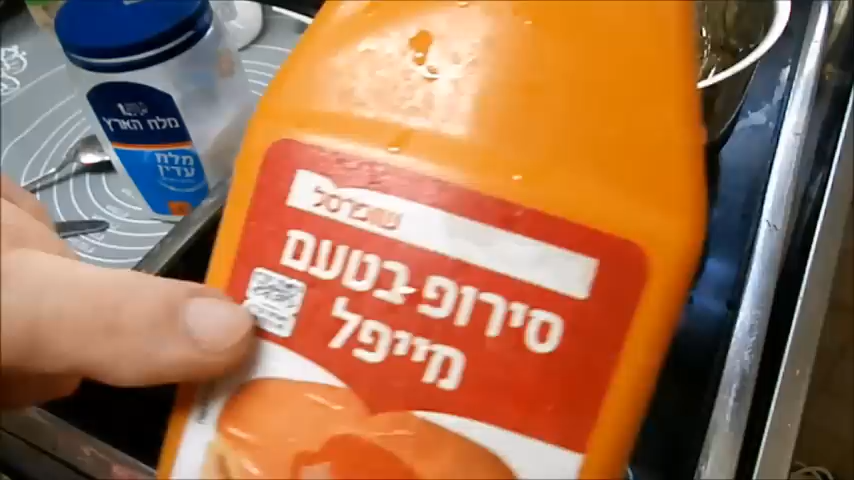 מלח הארץ
מלח
עדין
שופרסל
סירופ בטעם
מייפל